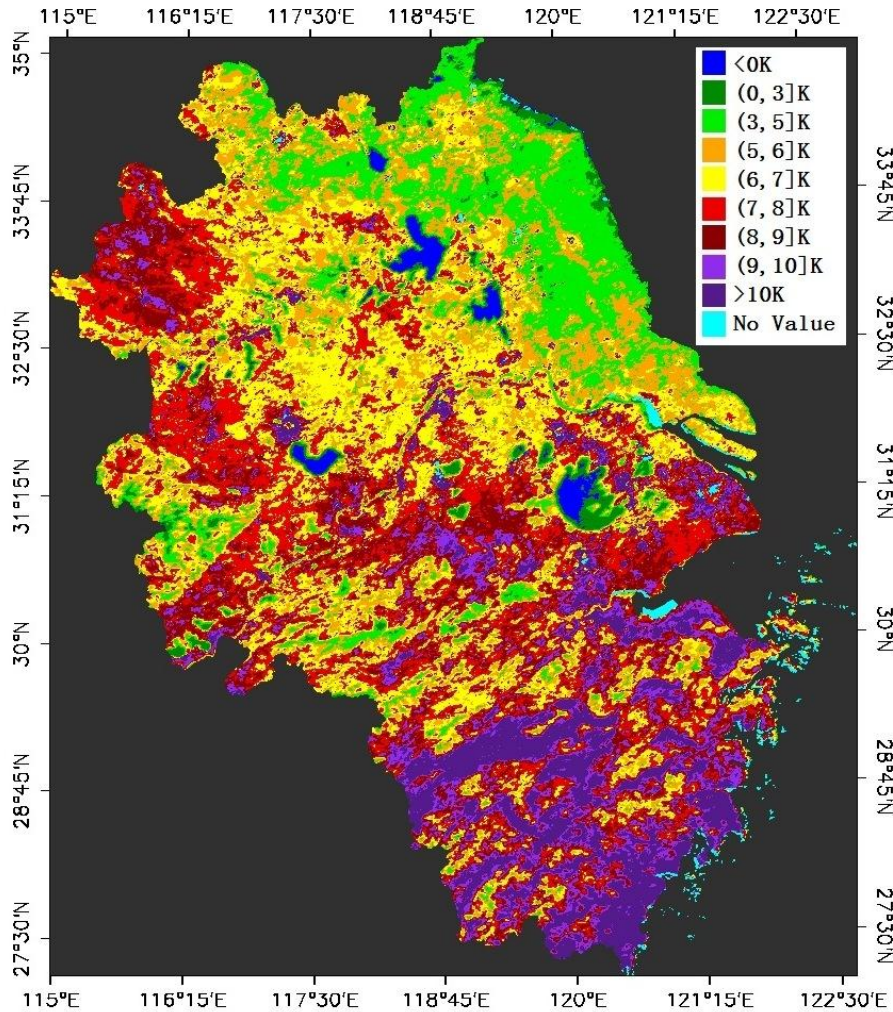 115°E 116°15'E 117°30'E 118°45'E 120°E 121°15'E 122°30'E
35°N
33°45'N
32°30'N
31°15'N
30°N
28°45'N
27°30'N
<0K
(0,3]K
(3,5]K
(5,6]K
(6,7]K
(7,8]K
(8,9]K
(9,10]K
>10K
No Value
33°45'N
32°30'N
31°15'N
30°N
28°45'N
27°30'N
115°E 116°15'E 117°30'E 118°45'E 120°E 121°15'E 122°30'E